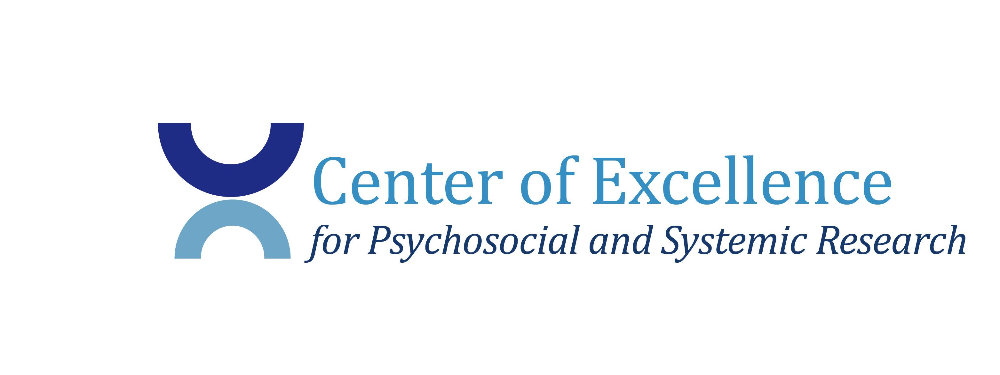 Center of Excellence
for Psychosocial and Systemic Research